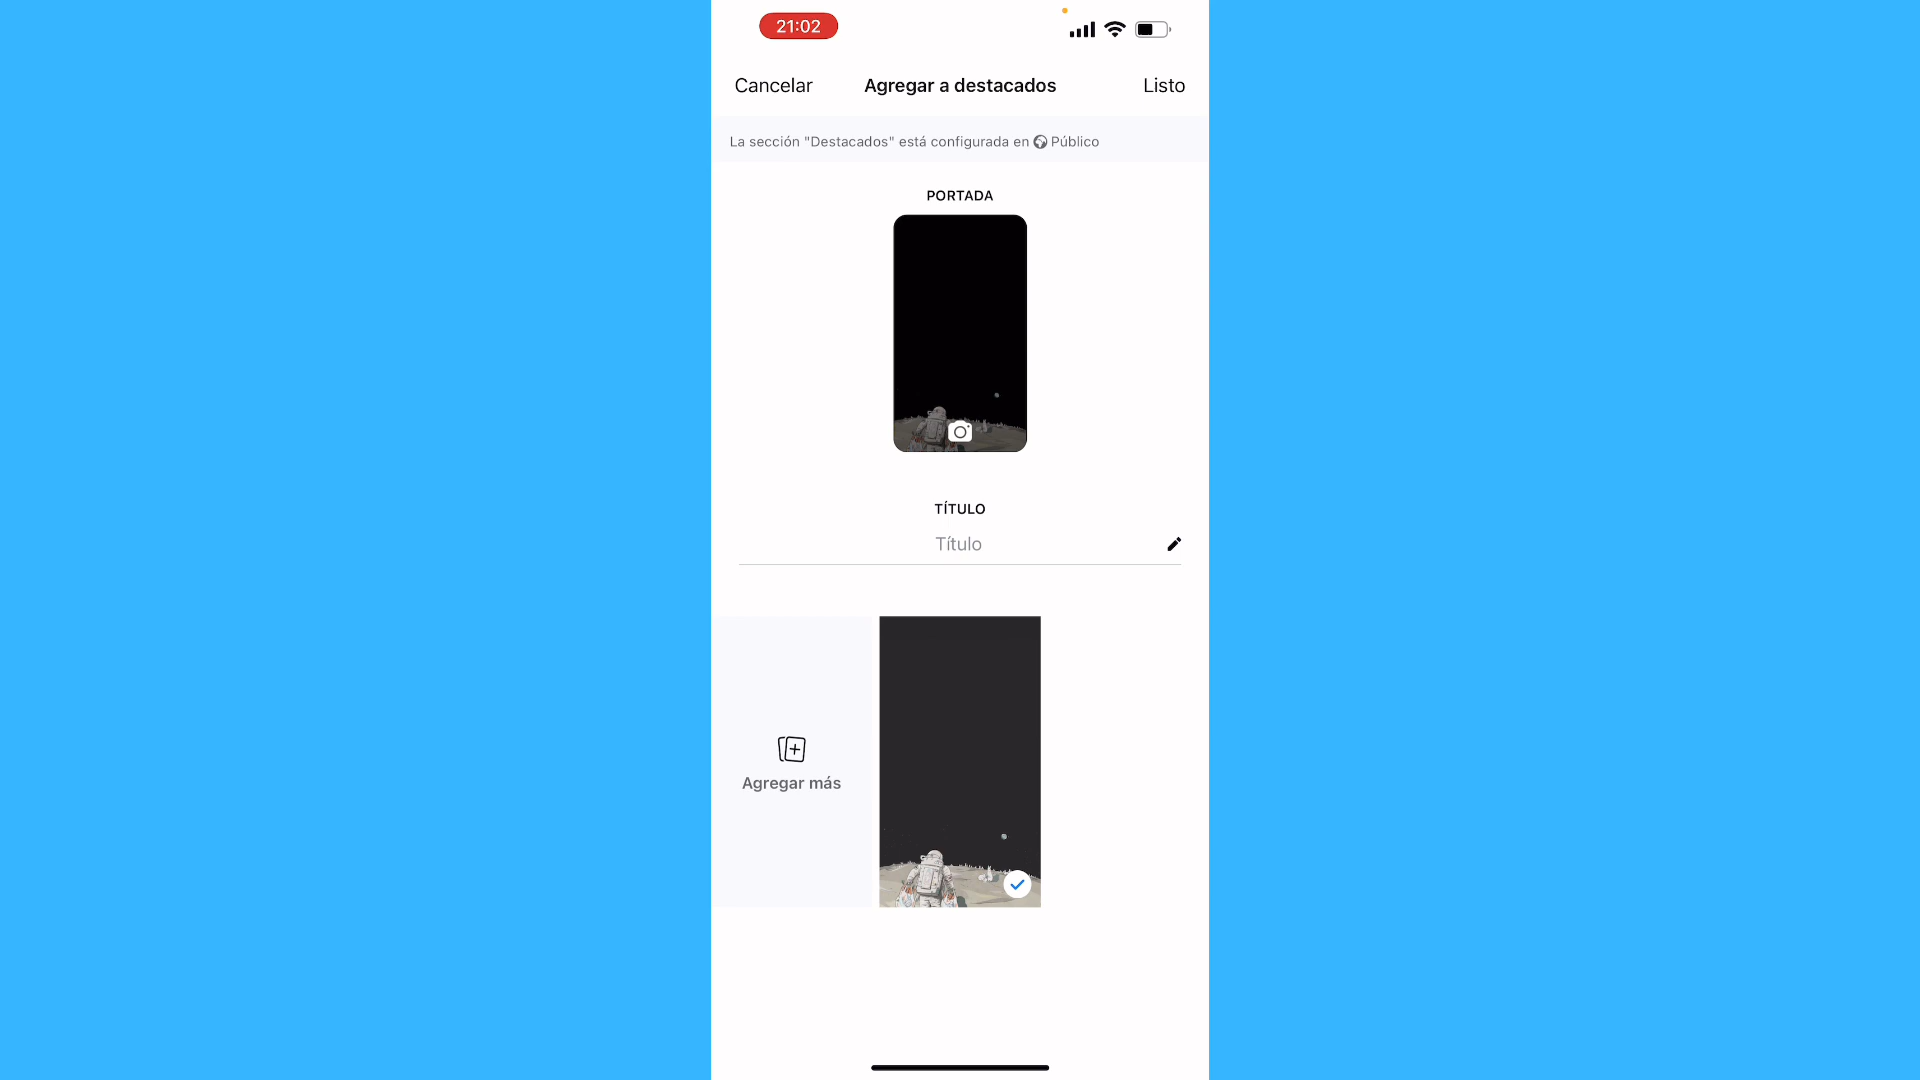 21:02
Cancelar
Agregar a destacados
Listo
La sección "Destacados" está configurada en Público
PORTADA
TÍTULO
Título
Agregar más